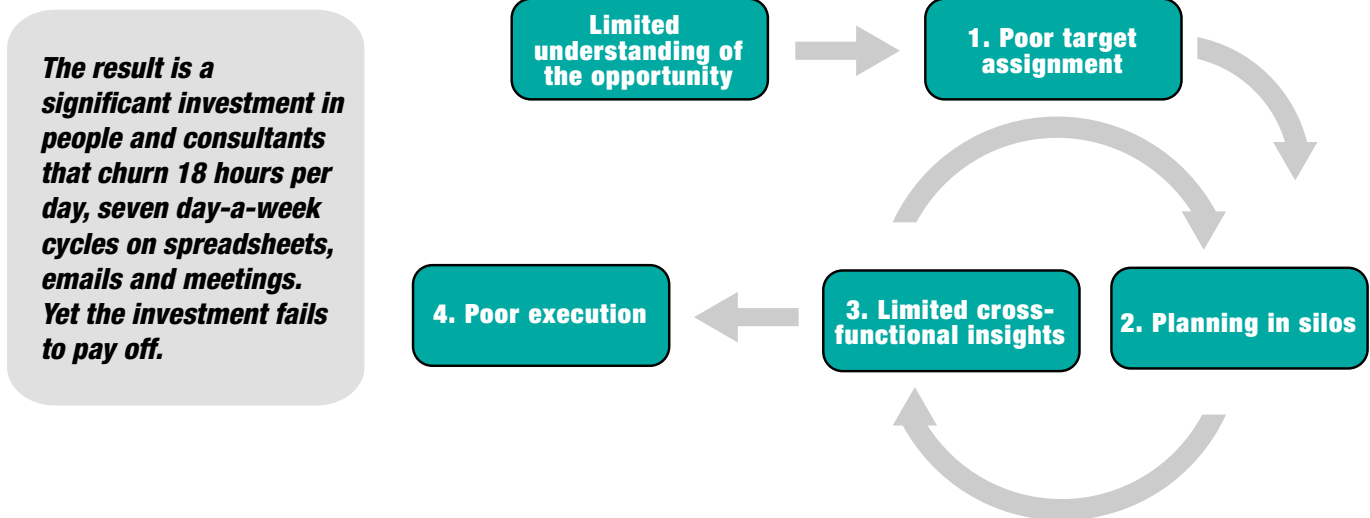 The result is a
significant investment in
people and consultants
that churn 18 hours per
day, seven day-a-week
cycles on spreadsheets,
emails and meetings.
Yet the investment fails
to pay off.
Limited
understanding of
the opportunity
1. Poor target
assignment
2. Planning in silos
3. Limited cross-
functional insights
4. Poor execution